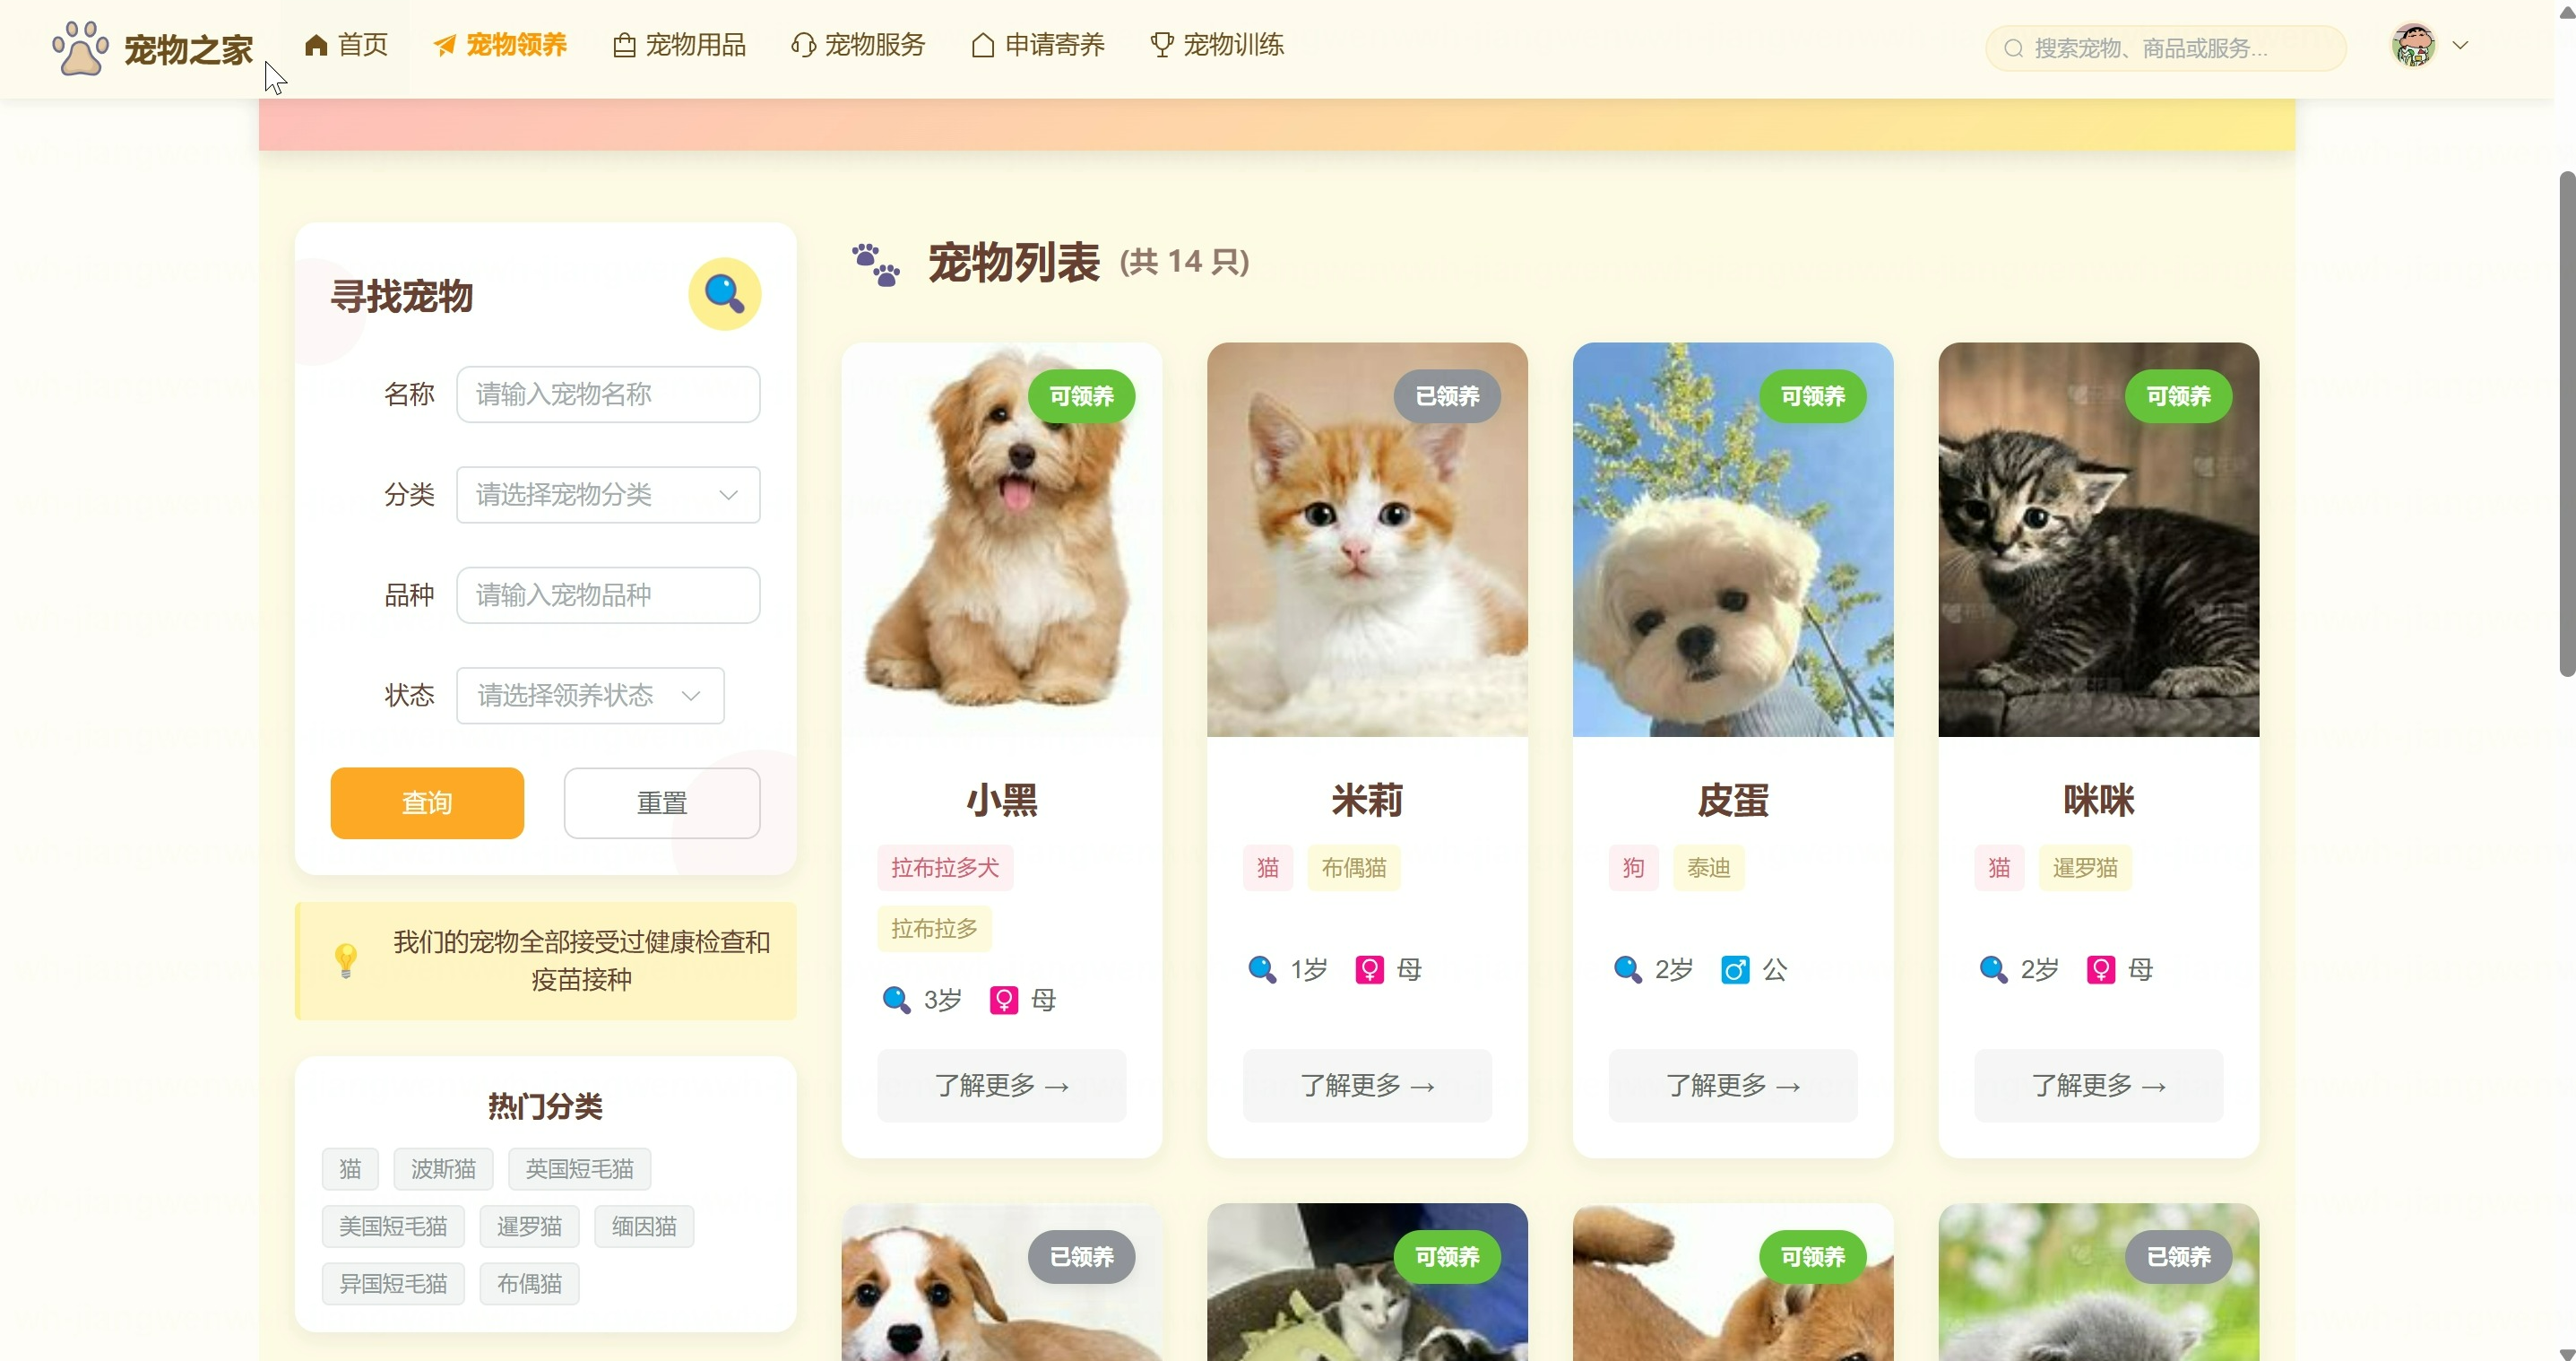 宠物之家
首页
宠物领养
宠物用品
宠物服务
申请寄养
宠物训练
搜索宠物、商品或服务...
寻找宠物
名称
请输入宠物名称
分类
请选择宠物分类
品种
请输入宠物品种
状态
请选择领养状态
查询
重置
我们的宠物全部接受过健康检查和
疫苗接种
热门分类
猫
波斯猫
英国短毛猫
美国短毛猫
暹罗猫
缅因猫
异国短毛猫
布偶猫
宠物列表 (共 14 只)
可领养
小黑
拉布拉多犬
拉布拉多
3岁
母
了解更多 →
已领养
米莉
猫
布偶猫
1岁
母
了解更多 →
可领养
皮蛋
狗
泰迪
2岁
公
了解更多 →
可领养
咪咪
猫
暹罗猫
2岁
母
了解更多 →
已领养
可领养
可领养
已领养